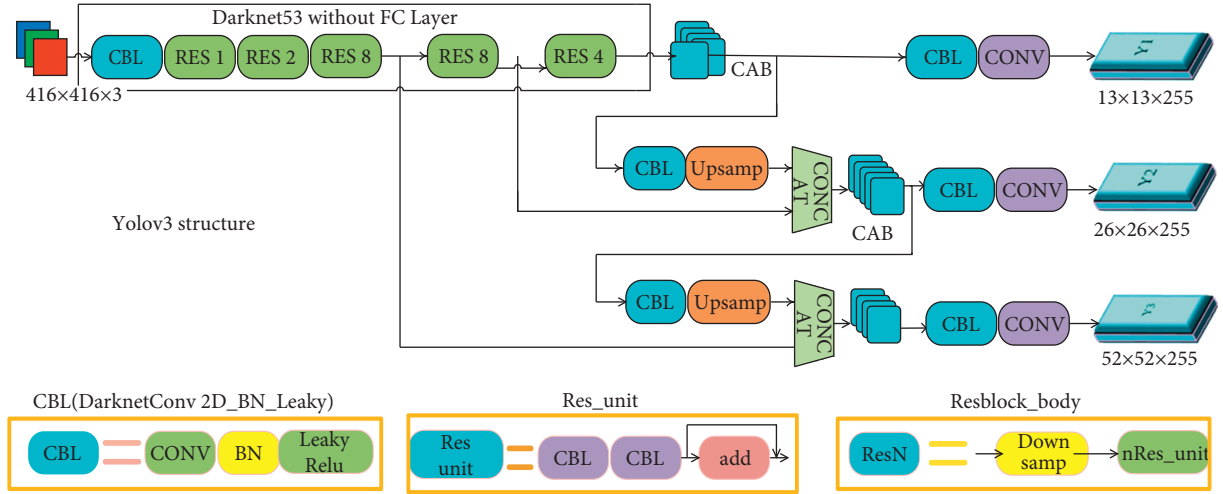 Darknet53 without FC Layer
CBL
RES 1
RES 2
RES 8
RES 8
RES 4
CAB
CBL
CONV
Y1
416×416×3
13×13×255
CBL
Upsamp
CONC
AT
CAB
CBL
CONV
Y2
26×26×255
Yolov3 structure
CBL
Upsamp
CONC
AT
CBL
CONV
Y3
52×52×255
CBL(DarknetConv 2D_BN_Leaky)
CBL
CONV
BN
Leaky
Relu
Res_unit
Res
unit
CBL
CBL
add
Resblock_body
ResN
Down
samp
nRes_unit